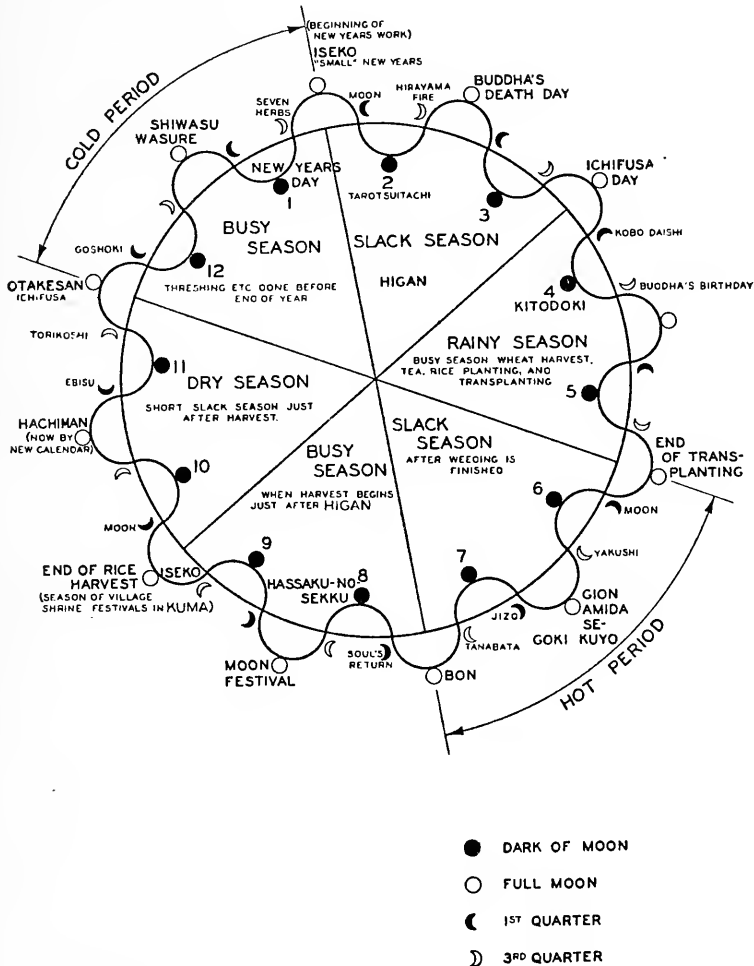 (BEGINNING OF
NEW YEARS WORK)
ISEKO
"SMALL" NEW YEARS
COLD PERIOD
SEVEN
HERBS
MOON
HIRAYAMA
FIRE
BUDDHA'S
DEATH DAY
SHIWASU
WASURE
NEW YEARS
DAY
1
2
TAROTSUITACHI
3
ICHIFUSA
DAY
KOBO DAISHI
GOSHOKI
12
BUSY
SEASON
THRESHING ETC DONE BEFORE
END OF YEAR
SLACK SEASON
HIGAN
4
KITODOKI
BUDDHA'S BIRTHDAY
OTAKESAN
ICHIFUSA
TORIKOSHI
RAINY SEASON
BUSY SEASON WHEAT HARVEST,
TEA, RICE PLANTING, AND
TRANSPLANTING
11
EBISU
DRY SEASON
SHORT SLACK SEASON JUST
AFTER HARVEST.
5
HACHIMAN
(NOW BY
NEW CALENDAR)
10
SLACK
SEASON
AFTER WEEDING IS
FINISHED
END
OF TRANS-
PLANTING
BUSY
SEASON
WHEN HARVEST BEGINS
JUST AFTER HIGAN
6
MOON
MOON
YAKUSHI
9
HASSAKU-NO-
SEKKU
8
7
END OF RICE
HARVEST
ISEKO
(SEASON OF VILLAGE
SHRINE FESTIVALS IN KUMA)
JIZO
GION
AMIDA
SE-
GOKI KUYO
MOON
FESTIVAL
SOUL'S
RETURN
TANABATA
BON
HOT PERIOD
DARK OF MOON
FULL MOON
1ST QUARTER
3RD QUARTER